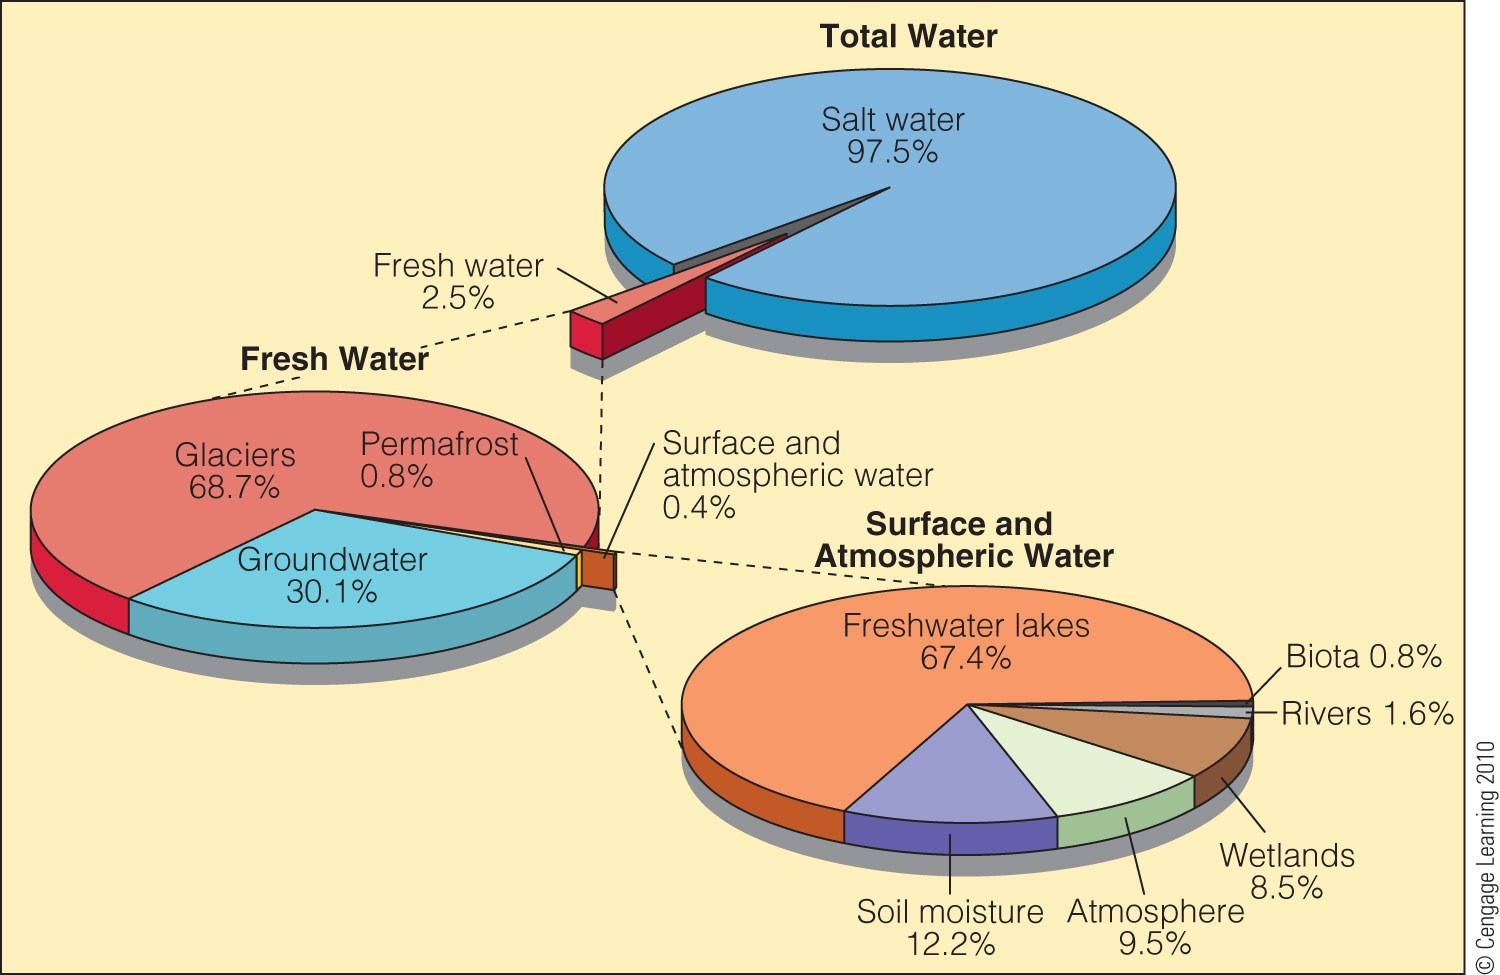 Total Water
Salt water
97.5%
Fresh water
2.5%
Fresh Water
Glaciers
68.7%
Permafrost
0.8%
Surface and
atmospheric water
0.4%
Groundwater
30.1%
Surface and
Atmospheric Water
Freshwater lakes
67.4%
Biota 0.8%
Rivers 1.6%
Wetlands
8.5%
Soil moisture
12.2%
Atmosphere
9.5%
© Cengage Learning 2010